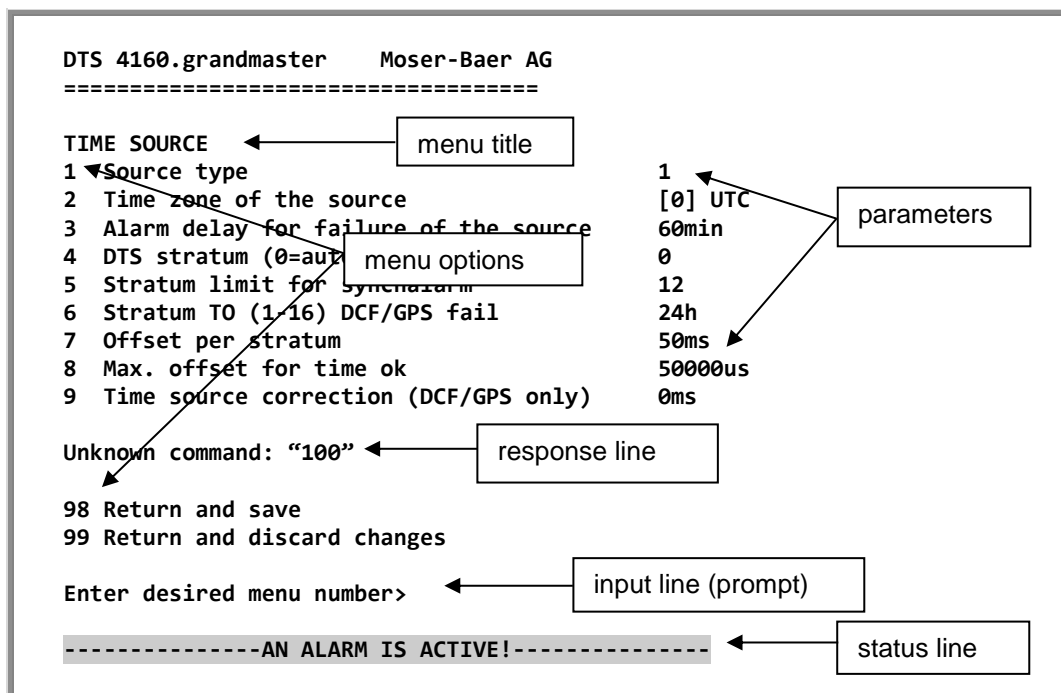 DTS 4160.grandmaster Moser-Baer AG
====================================
TIME SOURCE
menu title
1 Source type 1
2 Time zone of the source [0] UTC
parameters
3 Alarm delay for failure of the source 60min
4 DTS stratum (0=aut 0
menu options
5 Stratum limit for synchalarm 12
6 Stratum TO (1-16) DCF/GPS fail 24h
7 Offset per stratum 50ms
8 Max. offset for time ok 50000us
9 Time source correction (DCF/GPS only) 0ms
Unknown command: “100”
response line
98 Return and save
99 Return and discard changes
Enter desired menu number>
input line (prompt)
---------------AN ALARM IS ACTIVE!---------------
status line